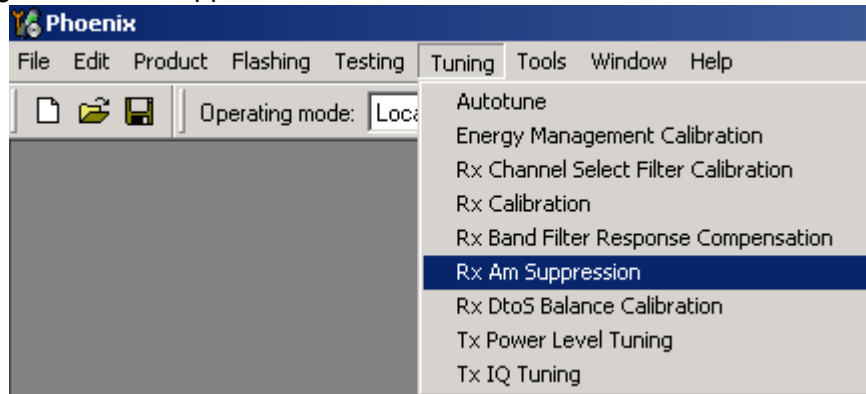 Phoenix
File Edit Product Flashing Testing Tuning Tools Window Help
Operating mode: Loca
Autotune
Energy Management Calibration
Rx Channel Select Filter Calibration
Rx Calibration
Rx Band Filter Response Compensation
Rx Am Suppression
Rx DtoS Balance Calibration
Tx Power Level Tuning
Tx IQ Tuning